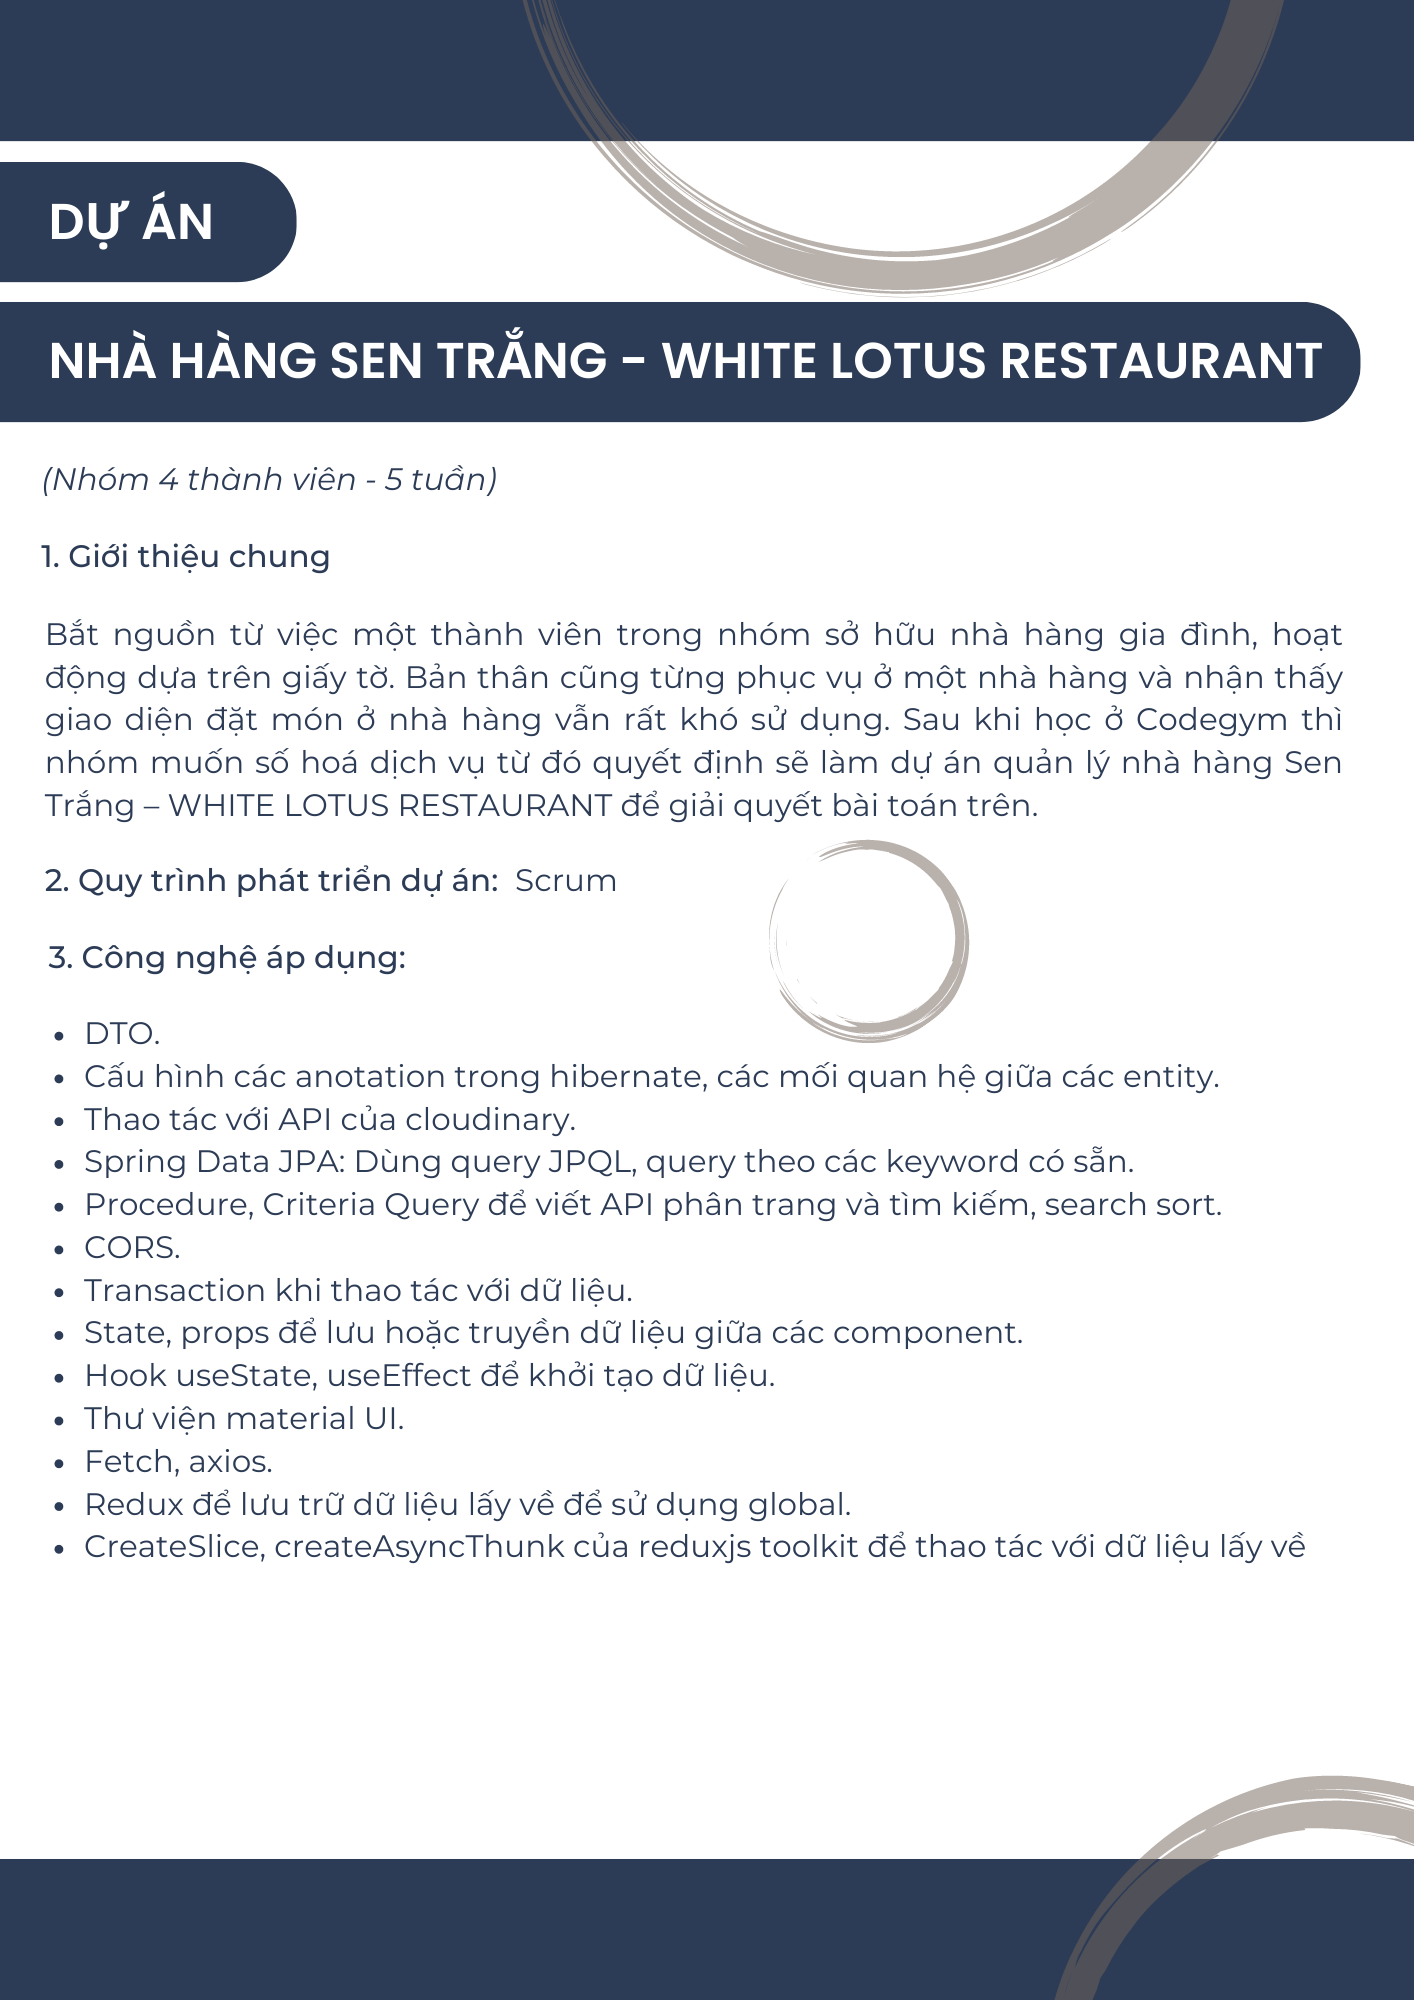 DỰ ÁN
NHÀ HÀNG SEN TRẮNG - WHITE LOTUS RESTAURANT
(Nhóm 4 thành viên - 5 tuần)
1. Giới thiệu chung
Bắt nguồn từ việc một thành viên trong nhóm sở hữu nhà hàng gia đình, hoạt
động dựa trên giấy tờ. Bản thân cũng từng phục vụ ở một nhà hàng và nhận thấy
giao diện đặt món ở nhà hàng vẫn rất khó sử dụng. Sau khi học ở Codegym thì
nhóm muốn số hoá dịch vụ từ đó quyết định sẽ làm dự án quản lý nhà hàng Sen
Trắng – WHITE LOTUS RESTAURANT để giải quyết bài toán trên.
2. Quy trình phát triển dự án: Scrum
3. Công nghệ áp dụng:
• DTO.
• Cấu hình các anotation trong hibernate, các mối quan hệ giữa các entity.
• Thao tác với API của cloudinary.
• Spring Data JPA: Dùng query JPQL, query theo các keyword có sẵn.
• Procedure, Criteria Query để viết API phân trang và tìm kiếm, search sort.
• CORS.
• Transaction khi thao tác với dữ liệu.
• State, props để lưu hoặc truyền dữ liệu giữa các component.
• Hook useState, useEffect để khởi tạo dữ liệu.
• Thư viện material UI.
• Fetch, axios.
• Redux để lưu trữ dữ liệu lấy về để sử dụng global.
• CreateSlice, createAsyncThunk của reduxjs toolkit để thao tác với dữ liệu lấy về